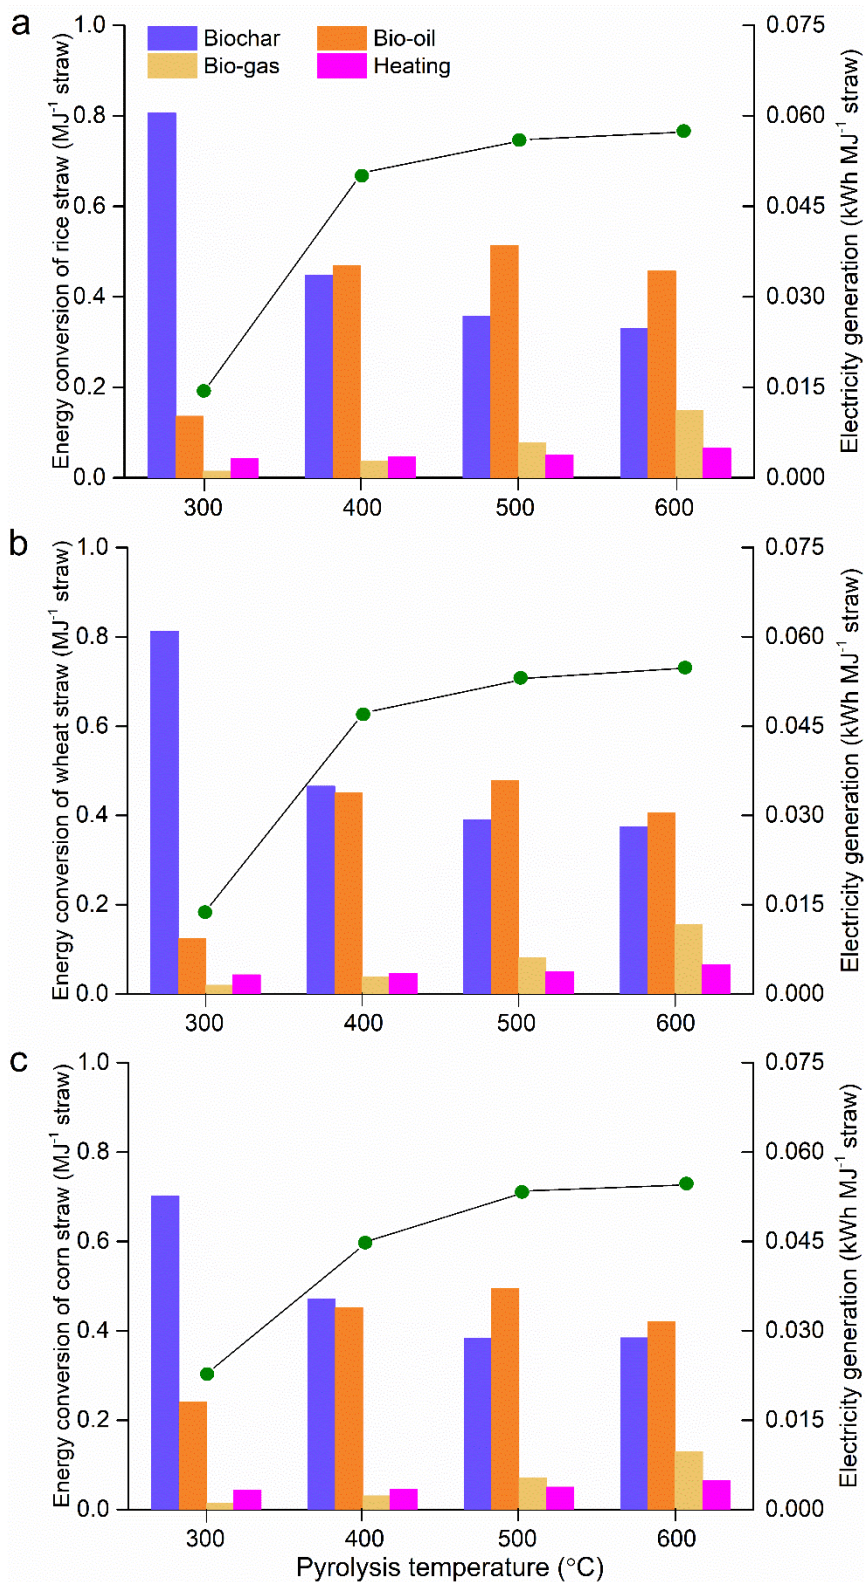 a
Biochar
Bio-oil
Bio-gas
Heating
Energy conversion of rice straw (MJ⁻¹ straw)
1.0
0.8
0.6
0.4
0.2
0.0
0.075
0.060
0.045
0.030
0.015
0.000
Electricity generation (kWh MJ⁻¹ straw)
300 400 500 600
b
Energy conversion of wheat straw (MJ⁻¹ straw)
1.0
0.8
0.6
0.4
0.2
0.0
0.075
0.060
0.045
0.030
0.015
0.000
Electricity generation (kWh MJ⁻¹ straw)
300 400 500 600
c
Energy conversion of corn straw (MJ⁻¹ straw)
1.0
0.8
0.6
0.4
0.2
0.0
0.075
0.060
0.045
0.030
0.015
0.000
Electricity generation (kWh MJ⁻¹ straw)
300 400 500 600
Pyrolysis temperature (°C)